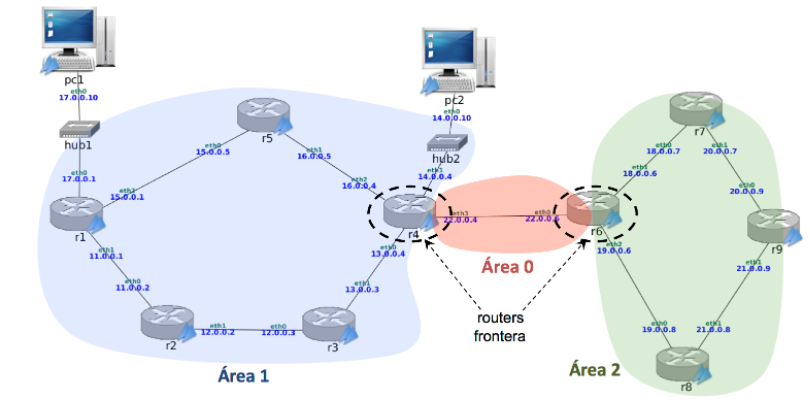 pc1
eth0
17.0.0.10
hub1
eth0
17.0.0.1
r1
eth2
15.0.0.1
eth1
11.0.0.1
eth0
11.0.0.2
r2
eth1
12.0.0.2
eth0
12.0.0.3
r3
eth1
13.0.0.3
eth0
13.0.0.4
eth0
15.0.0.5
r5
eth1
16.0.0.5
eth2
16.0.0.4
pc2
eth0
14.0.0.10
hub2
eth1
14.0.0.4
r4
eth3
22.0.0.4
eth0
22.0.0.6
r6
Área 0
routers
frontera
Área 1
r7
eth0
18.0.0.7
eth1
18.0.0.6
eth1
20.0.0.7
eth0
20.0.0.9
r9
eth1
21.0.0.9
eth2
19.0.0.6
eth0
19.0.0.8
eth1
21.0.0.8
r8
Área 2